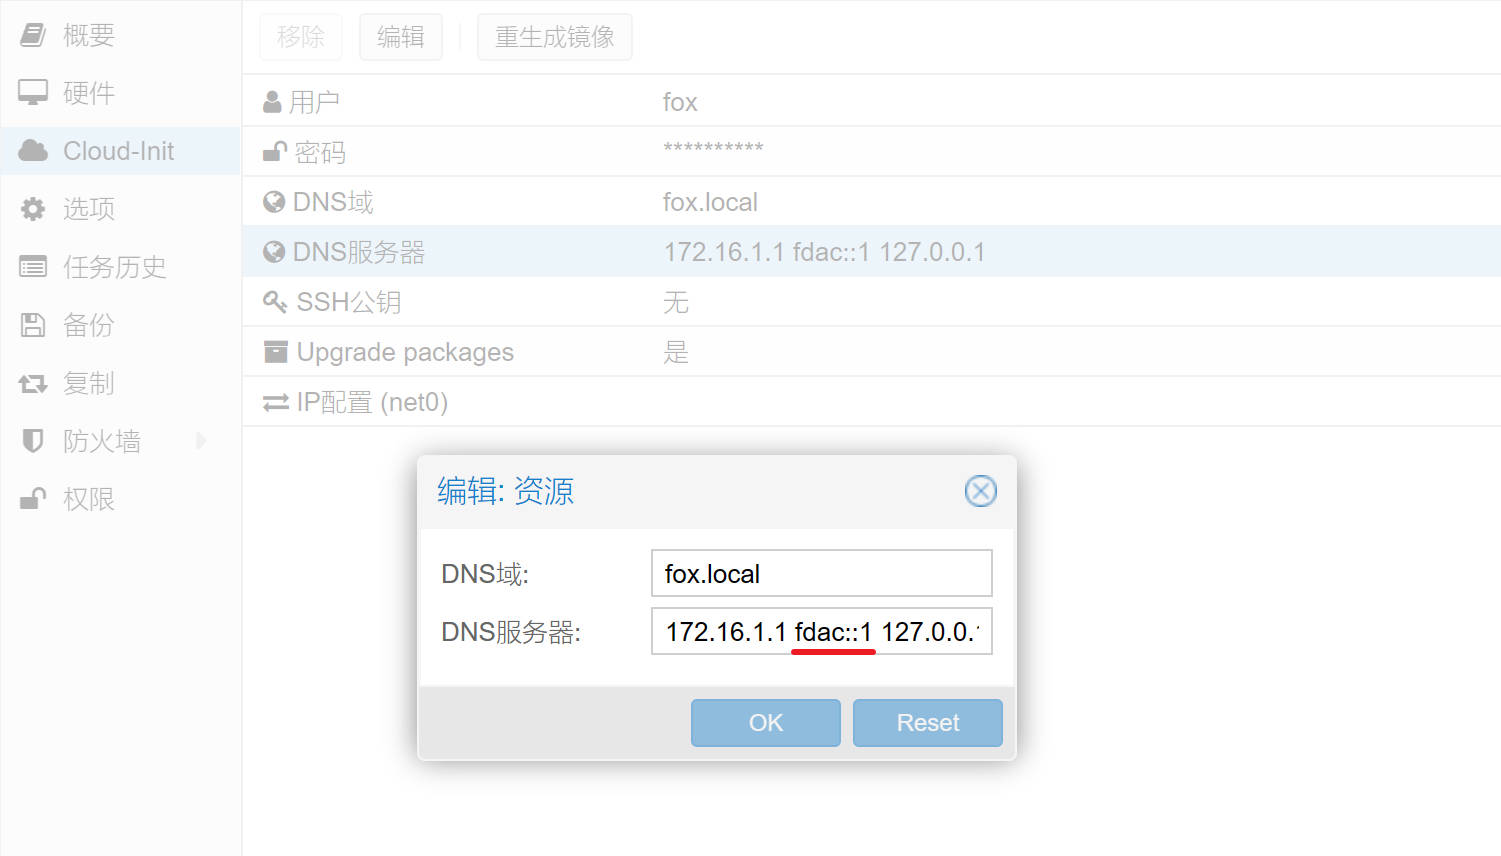 概要
硬件
Cloud-Init
选项
任务历史
备份
复制
防火墙
权限
移除 编辑 重生成镜像
用户 fox
密码 **********
DNS域 fox.local
DNS服务器 172.16.1.1 fdac::1 127.0.0.1
SSH公钥 无
Upgrade packages 是
IP配置 (net0)
编辑: 资源
DNS域: fox.local
DNS服务器: 172.16.1.1 fdac::1 127.0.0.1
OK Reset